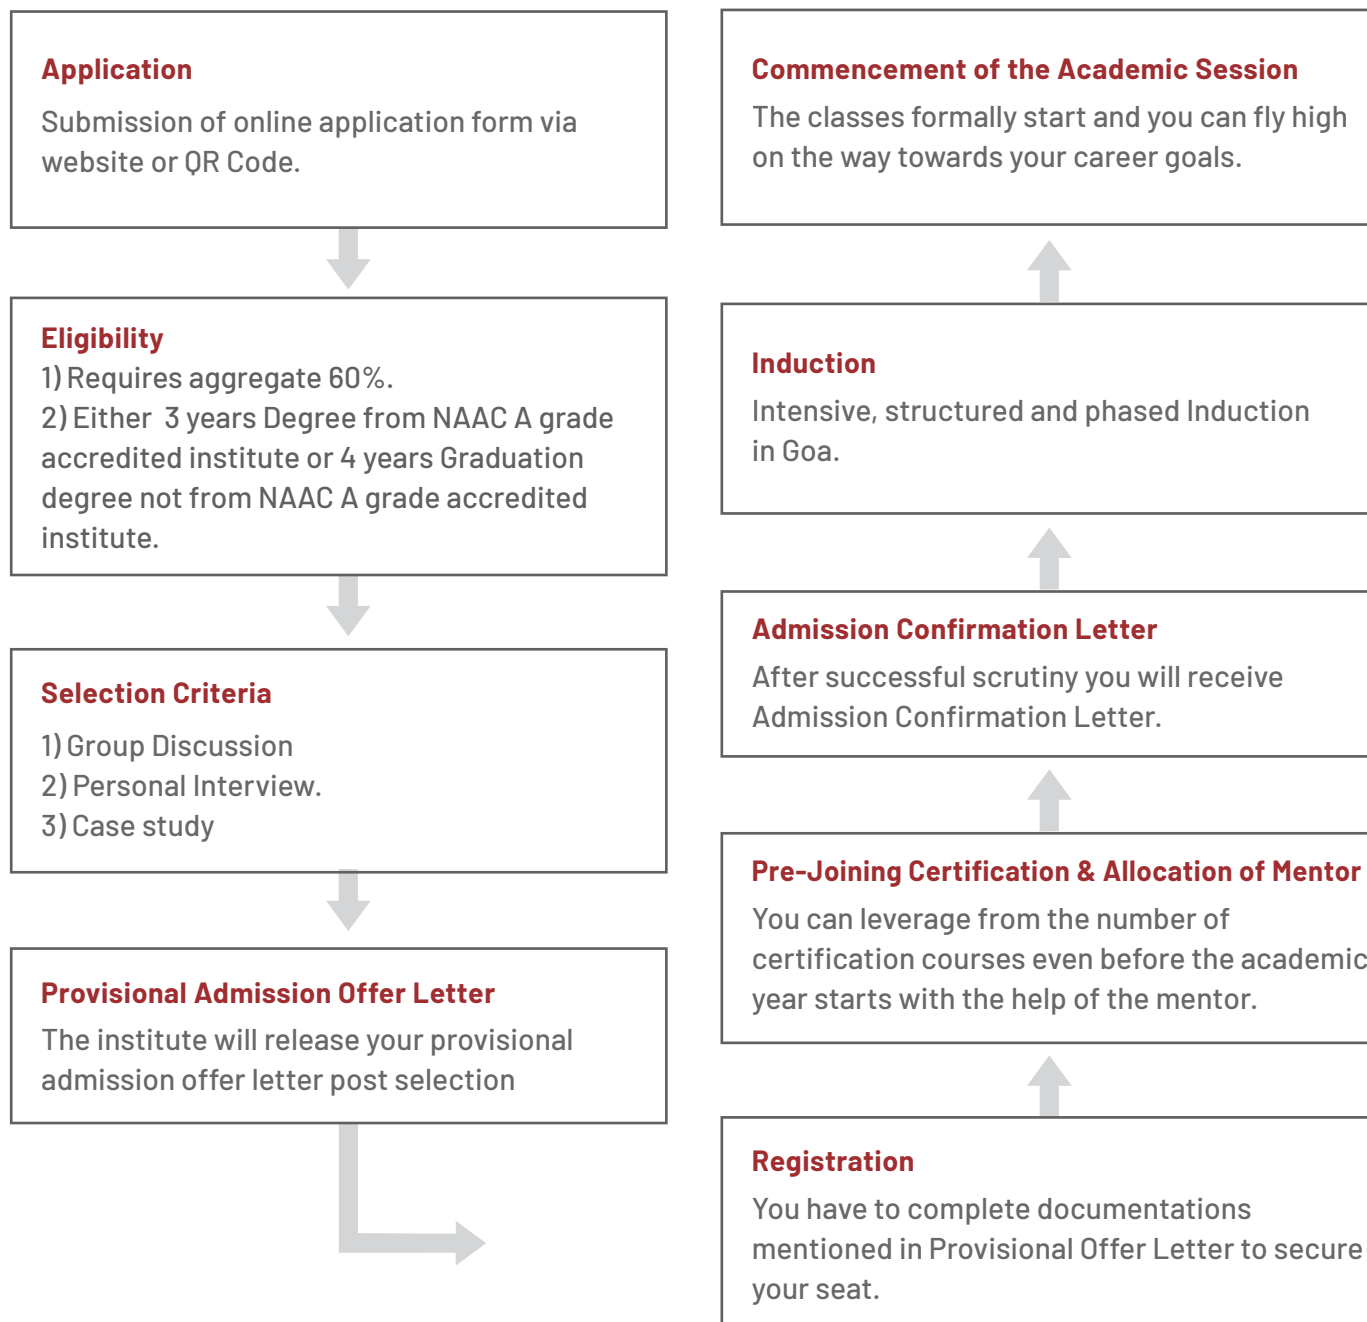 Application
Submission of online application form via
website or QR Code.
Eligibility
1) Requires aggregate 60%.
2) Either  3 years Degree from NAAC A grade
accredited institute or 4 years Graduation
degree not from NAAC A grade accredited
institute.
Selection Criteria
1) Group Discussion
2) Personal Interview.
3) Case study
Provisional Admission Offer Letter
The institute will release your provisional
admission offer letter post selection
Registration
You have to complete documentations
mentioned in Provisional Offer Letter to secure
your seat.
Pre-Joining Certification & Allocation of Mentor
You can leverage from the number of
certification courses even before the academic
year starts with the help of the mentor.
Admission Confirmation Letter
After successful scrutiny you will receive
Admission Confirmation Letter.
Induction
Intensive, structured and phased Induction
in Goa.
Commencement of the Academic Session
The classes formally start and you can fly high
on the way towards your career goals.